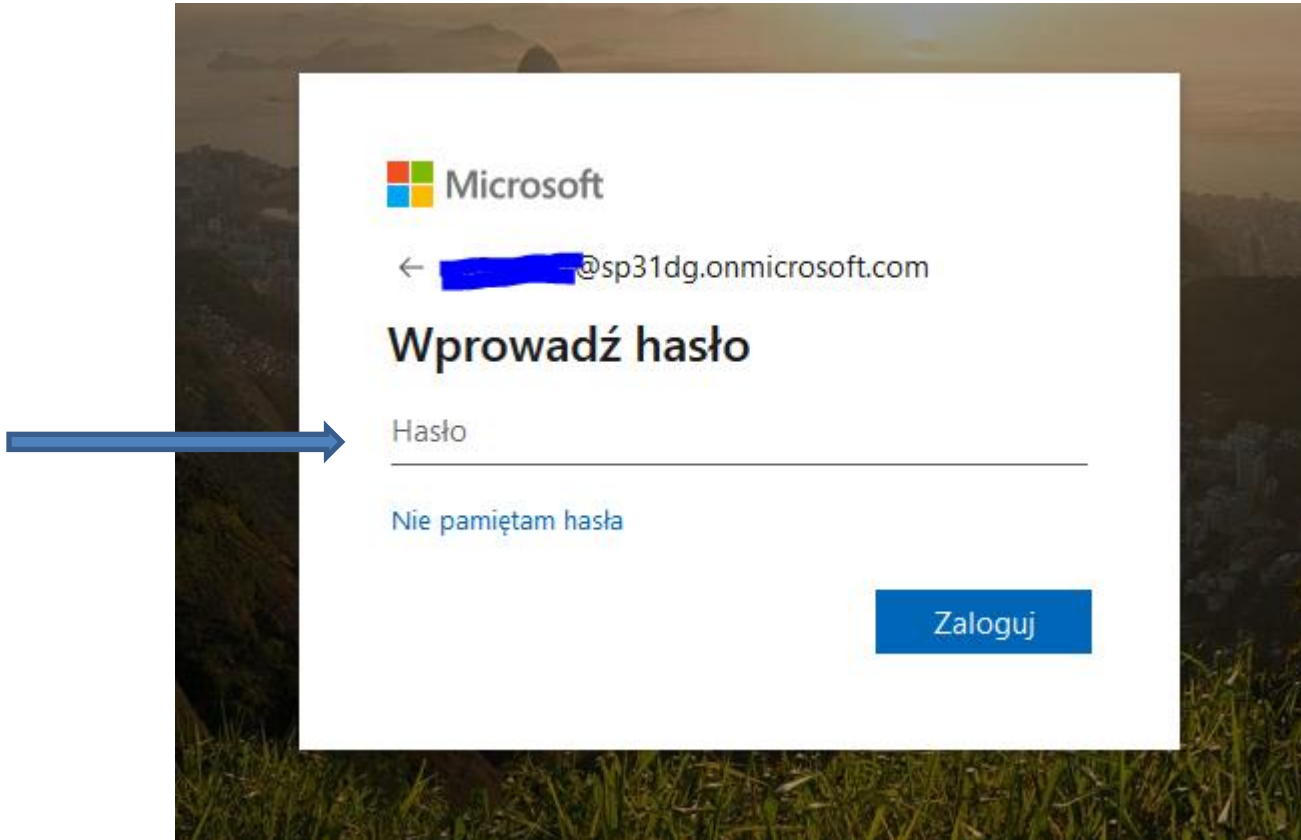 Microsoft
@sp31dg.onmicrosoft.com
Wprowadź hasło
Hasło
Nie pamiętam hasła
Zaloguj